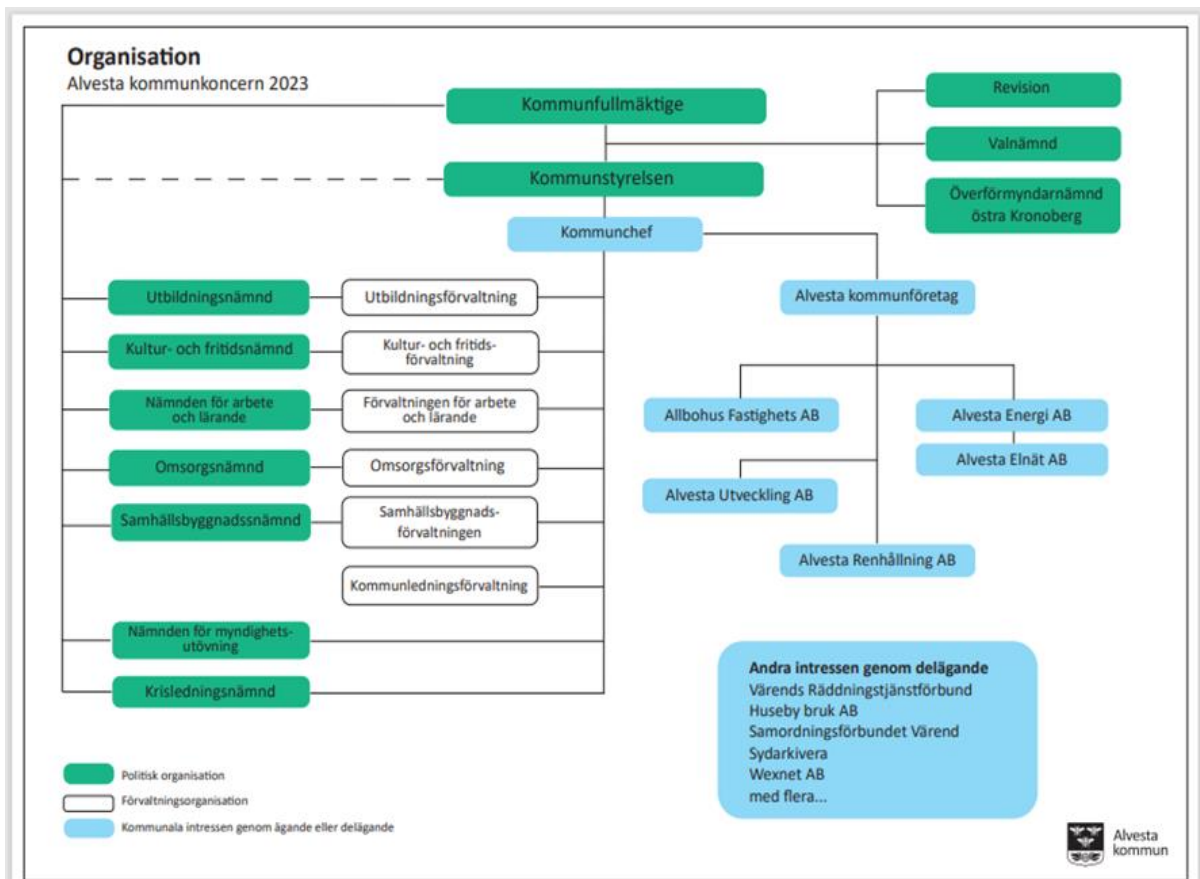 Organisation
Alvesta kommunkoncern 2023
Kommunfullmäktige
Kommunstyrelsen
Kommunchef
Revision
Valnämnd
Överförmyndarnämnd
östra Kronoberg
Utbildningsnämnd
Utbildningsförvaltning
Kultur- och fritidsnämnd
Kultur- och fritids-
förvaltning
Nämnden för arbete
och lärande
Förvaltningen för arbete
och lärande
Omsorgsnämnd
Omsorgsförvaltning
Samhällsbyggnadssnämnd
Samhällsbyggnads-
förvaltningen
Kommunledningsförvaltning
Nämnden för myndighets-
utövning
Krisledningsnämnd
Alvesta kommunföretag
Allbohus Fastighets AB
Alvesta Energi AB
Alvesta Elnät AB
Alvesta Utveckling AB
Alvesta Renhållning AB
Andra intressen genom delägande
Värends Räddningstjänstförbund
Huseby bruk AB
Samordningsförbundet Värend
Sydarkivera
Wexnet AB
med flera...
Politisk organisation
Förvaltningsorganisation
Kommunala intressen genom ägande eller delägande
Alvesta
kommun